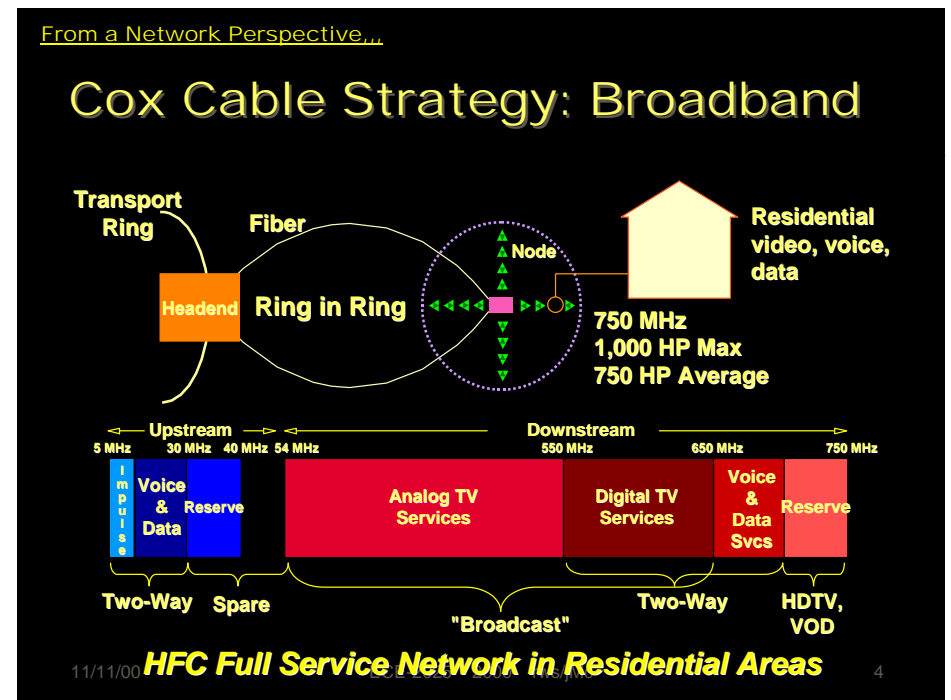 From a Network Perspective,,,
Cox Cable Strategy: Broadband
Transport
Ring
Fiber
Node
Residential
video, voice,
data
Headend
Ring in Ring
750 MHz
1,000 HP Max
750 HP Average
Upstream
Downstream
5 MHz
30 MHz
40 MHz
54 MHz
550 MHz
650 MHz
750 MHz
Impulse
Voice
&
Data
Reserve
Analog TV
Services
Digital TV
Services
Voice
&
Data
Svcs
Reserve
Two-Way
Spare
"Broadcast"
Two-Way
HDTV,
VOD
11/11/00
HFC Full Service Network in Residential Areas
4